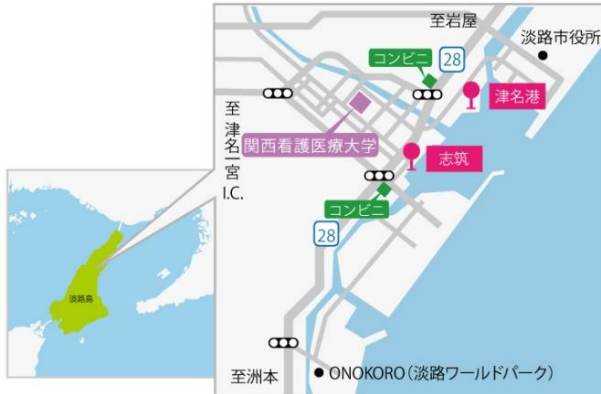 至岩屋
淡路市役所
コンビニ
28
津名港
至津名一宮I.C.
関西看護医療大学
志筑
コンビニ
28
淡路島
至洲本
ONOKORO（淡路ワールドパーク）